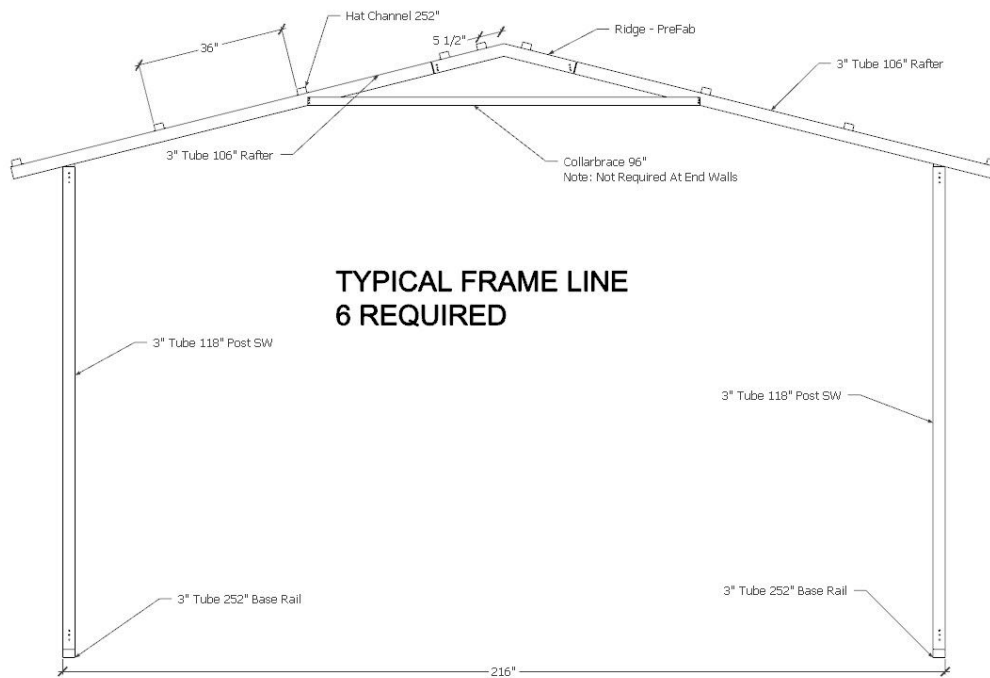 Hat Channel 252"
5 1/2"
Ridge - PreFab
36"
3" Tube 106" Rafter
3" Tube 106" Rafter
Collarbrace 96"
Note: Not Required At End Walls
TYPICAL FRAME LINE
6 REQUIRED
3" Tube 118" Post SW
3" Tube 118" Post SW
3" Tube 252" Base Rail
3" Tube 252" Base Rail
216"